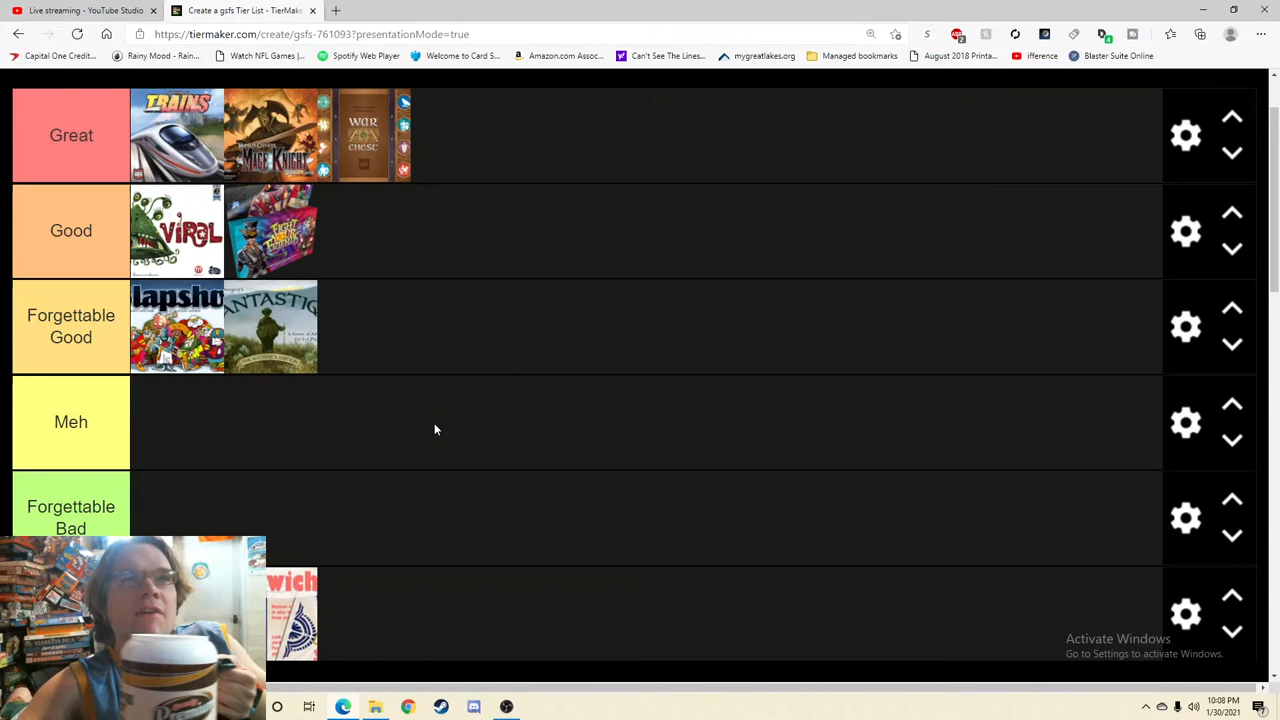 Live streaming - YouTube Studio
Create a gsfs Tier List - TierMake
https://tiermaker.com/create/gsfs-761093?presentationMode=true
Capital One Credit...
Rainy Mood - Rain...
Watch NFL Games |...
Spotify Web Player
Welcome to Card S...
Amazon.com Assoc...
Can't See The Lines...
mygreatlakes.org
Managed bookmarks
August 2018 Printa...
ifference
Blaster Suite Online
Great
TRAINS
MAGE KNIGHT
WAR
CHEST
Good
VIRAL
FIGHT
YOUR
FRIENDS
Forgettable
Good
lapsho
ANTASTIQ
Meh
Forgettable
Bad
wich
Activate Windows
Go to Settings to activate Windows.
10:08 PM
1/30/2021